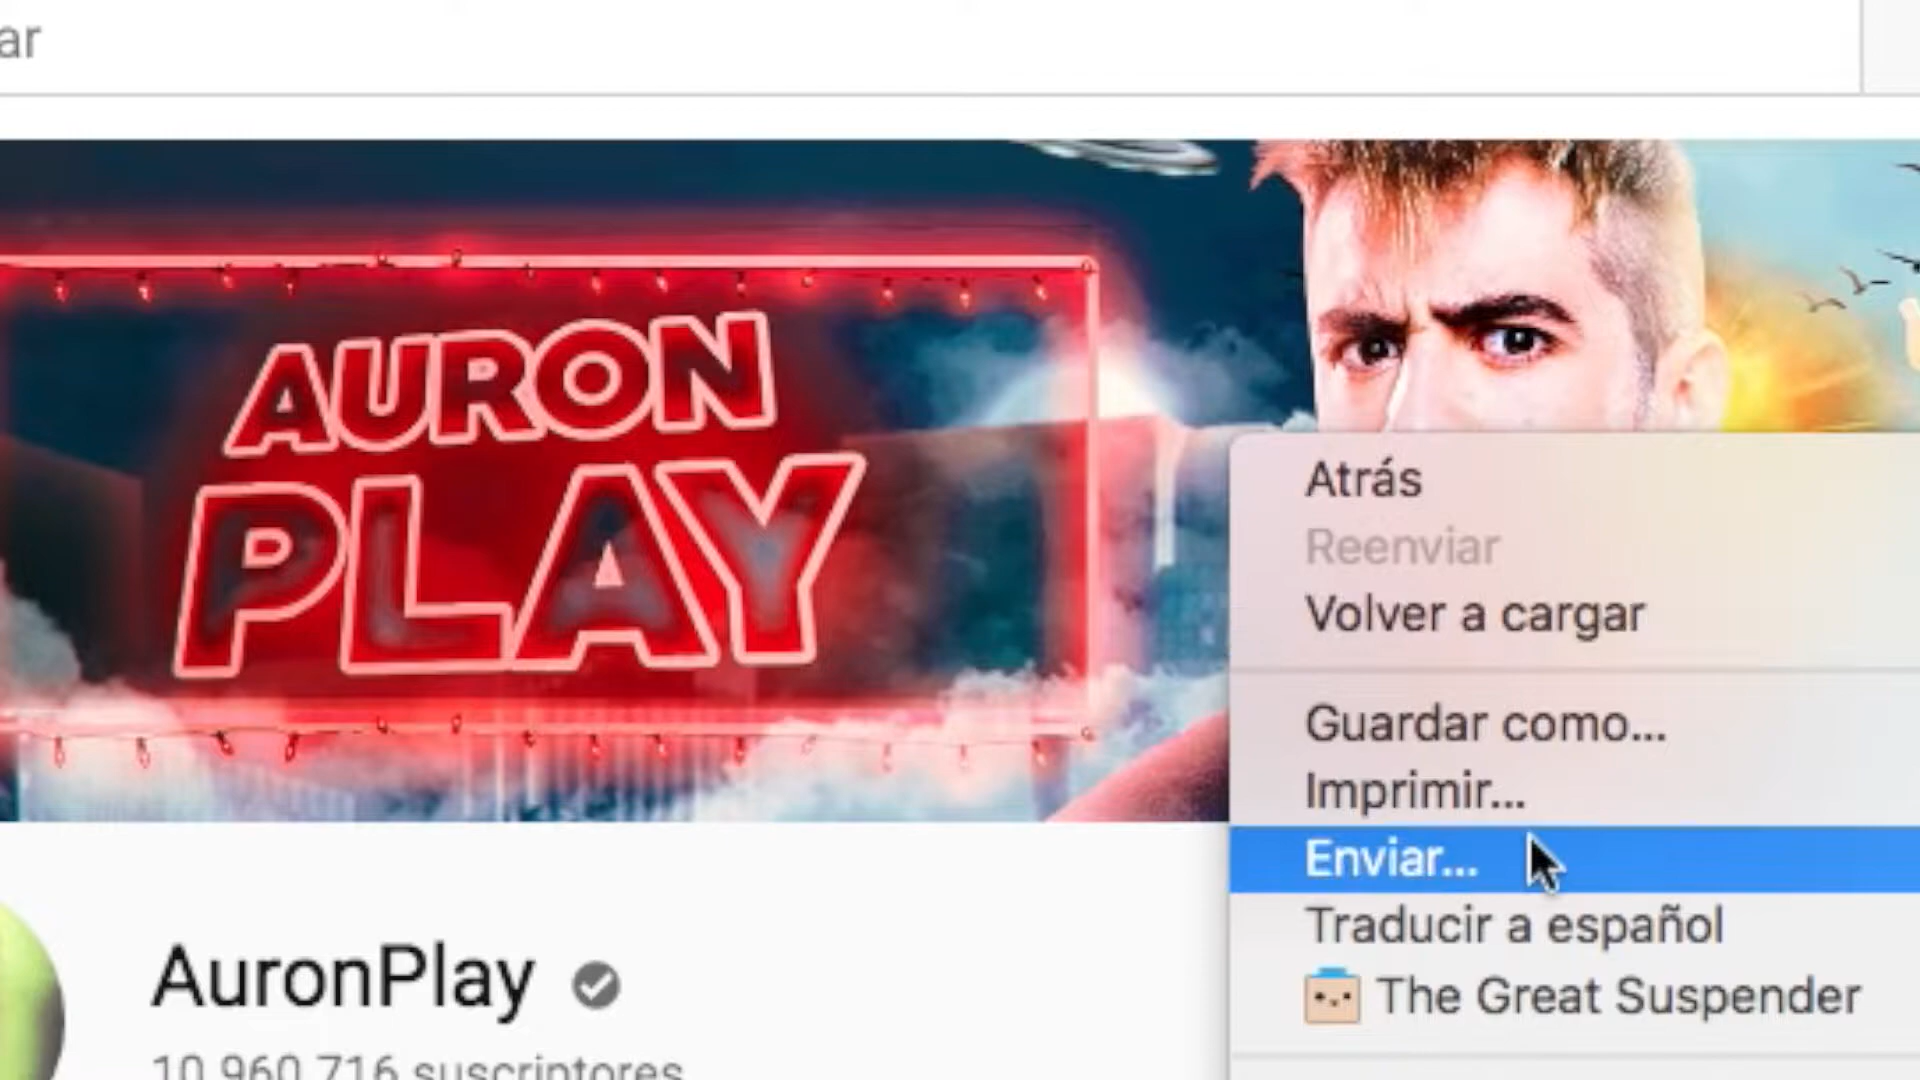 ar
AURON
PLAY
Atrás
Reenviar
Volver a cargar
Guardar como...
Imprimir...
Enviar...
Traducir a español
The Great Suspender
AuronPlay
10.960.716 suscriptores